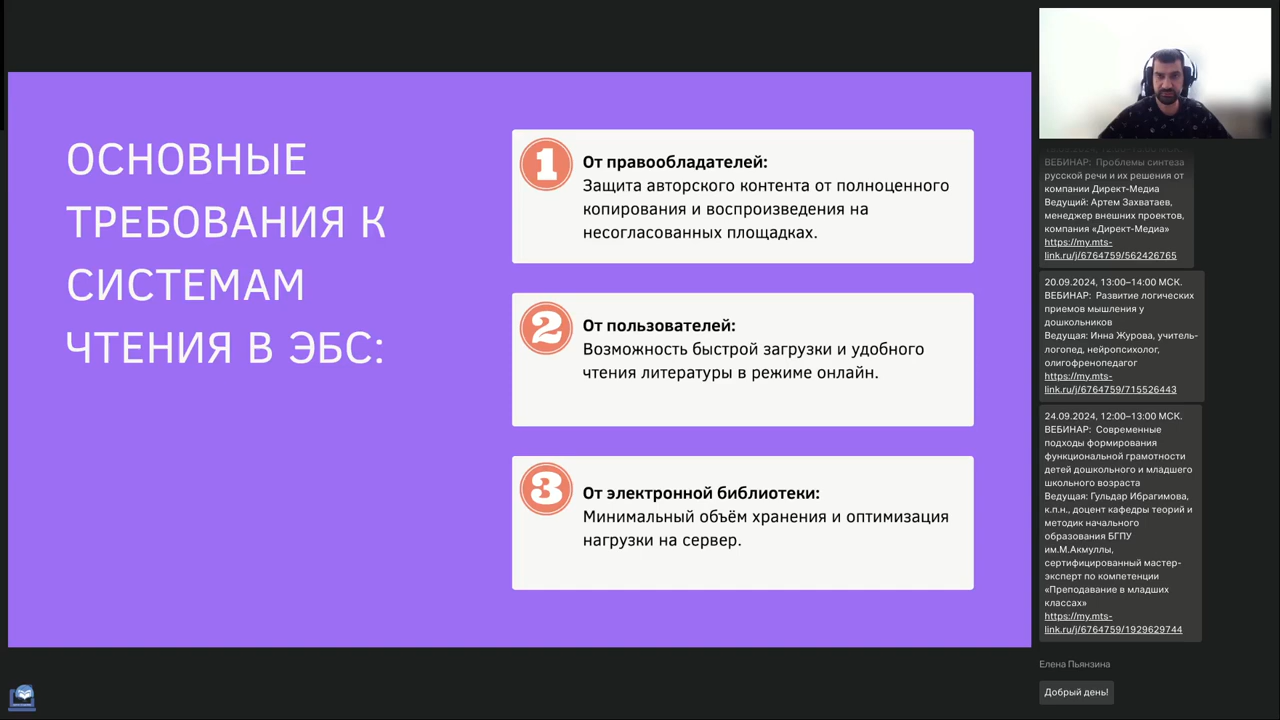 ОСНОВНЫЕ
ТРЕБОВАНИЯ К
СИСТЕМАМ
ЧТЕНИЯ В ЭБС:
1
От правообладателей:
Защита авторского контента от полноценного
копирования и воспроизведения на
несогласованных площадках.
2
От пользователей:
Возможность быстрой загрузки и удобного
чтения литературы в режиме онлайн.
3
От электронной библиотеки:
Минимальный объём хранения и оптимизация
нагрузки на сервер.
ВЕБИНАР: Проблемы синтеза
русской речи и их решения от
компании Директ-Медиа
Ведущий: Артем Захватаев,
менеджер внешних проектов,
компания «Директ-Медиа»
https://my.mts-
link.ru/j/6764759/562426765
20.09.2024, 13:00–14:00 МСК.
ВЕБИНАР: Развитие логических
приемов мышления у
дошкольников
Ведущая: Инна Журова, учитель-
логопед, нейропсихолог,
олигофренопедагог
https://my.mts-
link.ru/j/6764759/715526443
24.09.2024, 12:00–13:00 МСК.
ВЕБИНАР: Современные
подходы формирования
функциональной грамотности
детей дошкольного и младшего
школьного возраста
Ведущая: Гульдар Ибрагимова,
к.п.н., доцент кафедры теорий и
методик начального
образования БГПУ
им.М.Акмуллы,
сертифицированный мастер-
эксперт по компетенции
«Преподавание в младших
классах»
https://my.mts-
link.ru/j/6764759/1929629744
Елена Пьянзина
Добрый день!